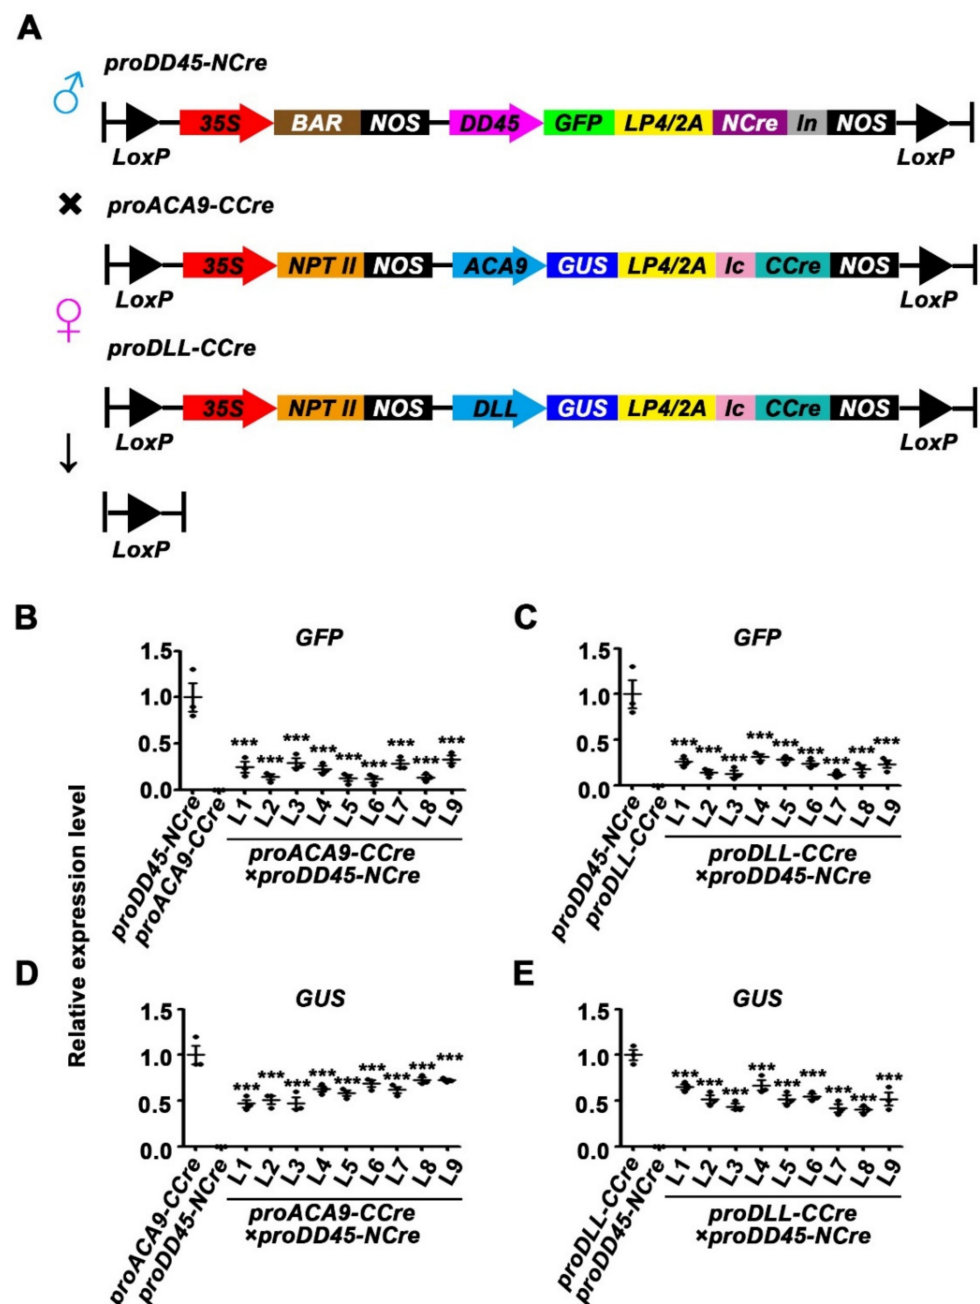 A
proDD45-NCre
35S BAR NOS DD45 GFP LP4/2A NCre In NOS
LoxP LoxP
proACA9-CCre
35S NPT II NOS ACA9 GUS LP4/2A Ic CCre NOS
LoxP LoxP
proDLL-CCre
35S NPT II NOS DLL GUS LP4/2A Ic CCre NOS
LoxP LoxP
LoxP
Relative expression level
B
GFP
1.5
1.0
0.5
0.0
*** *** *** *** *** *** *** *** ***
proDD45-NCre
proACA9-CCre
L1 L2 L3 L4 L5 L6 L7 L8 L9
proACA9-CCre
×proDD45-NCre
C
GFP
1.5
1.0
0.5
0.0
*** *** *** *** *** *** *** *** ***
proDD45-NCre
proDLL-CCre
L1 L2 L3 L4 L5 L6 L7 L8 L9
proDLL-CCre
×proDD45-NCre
D
GUS
1.5
1.0
0.5
0.0
*** *** *** *** *** *** *** *** ***
proACA9-CCre
proDD45-NCre
L1 L2 L3 L4 L5 L6 L7 L8 L9
proACA9-CCre
×proDD45-NCre
E
GUS
1.5
1.0
0.5
0.0
*** *** *** *** *** *** *** *** ***
proDLL-CCre
proDD45-NCre
L1 L2 L3 L4 L5 L6 L7 L8 L9
proDLL-CCre
×proDD45-NCre